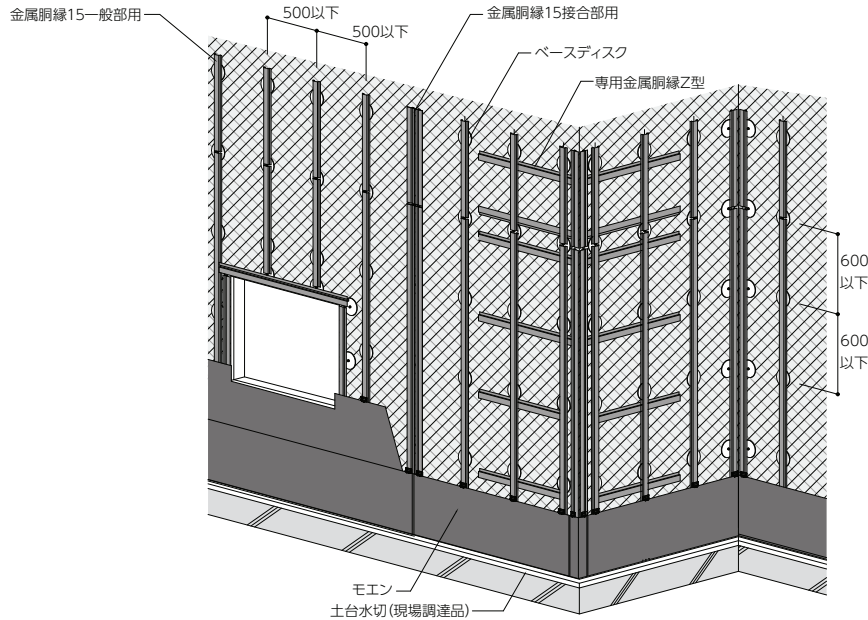 金属胴縁15一般部用
500以下
500以下
金属胴縁15接合部用
ベースディスク
専用金属胴縁Z型
600
以下
600
以下
モエン
土台水切(現場調達品)